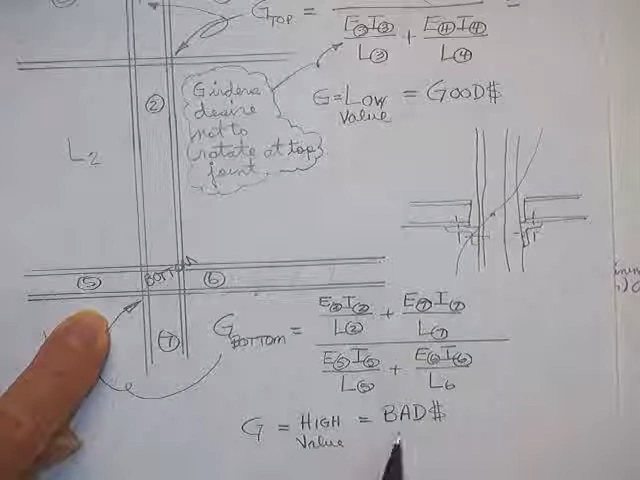 G TOP = =
E③I③ / L③ + E④I④ / L④
G = LOW Value = GOOD $
②
Girders
desire
not to
rotate at top
joint.
L2
BOTTOM
⑤ ⑥
⑦
G BOTTOM = E②I② / L② + E⑦I⑦ / L⑦
E⑤I⑤ / L⑤ + E⑥I⑥ / L6
G = HIGH Value = BAD $